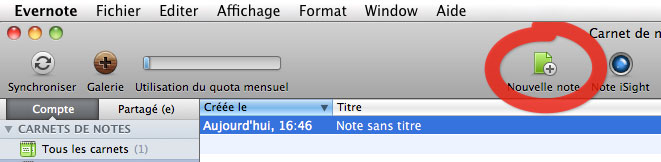 Evernote Fichier Editer Affichage Format Window Aide
Carnet de n
Synchroniser Galerie Utilisation du quota mensuel Nouvelle note Note iSight
Compte Partagé (e) Créée le Titre
CARNETS DE NOTES Aujourd'hui, 16:46 Note sans titre
Tous les carnets (1)